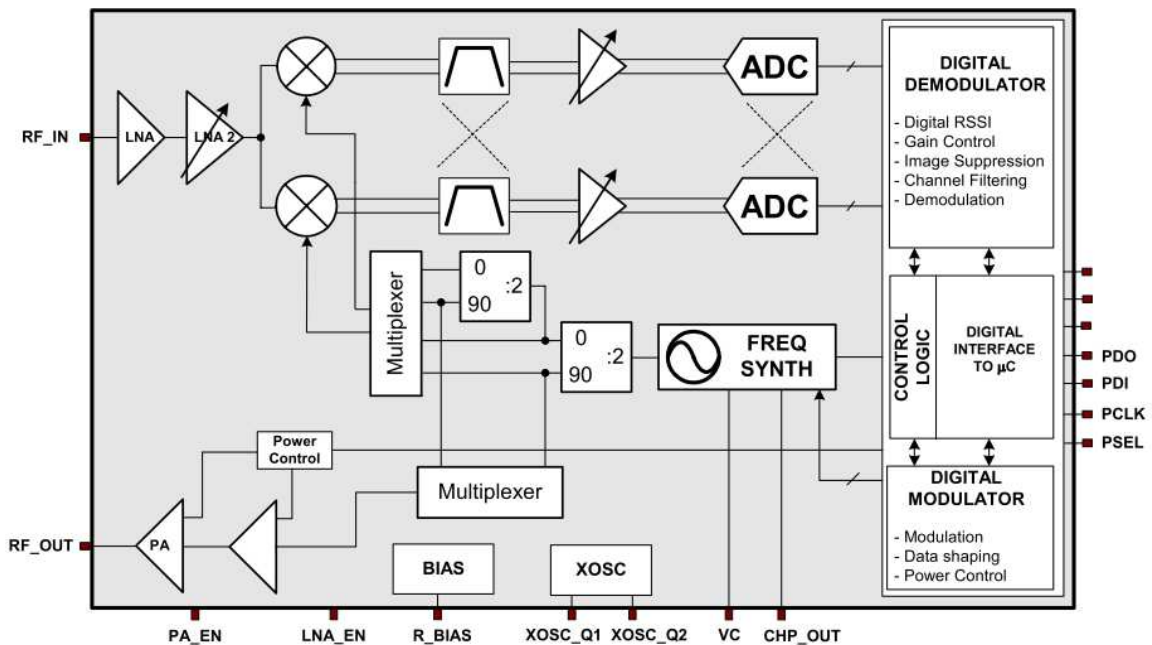 ADC
DIGITAL
DEMODULATOR
- Digital RSSI
- Gain Control
- Image Suppression
- Channel Filtering
- Demodulation
RF_IN
LNA
LNA 2
ADC
Multiplexer
0
:2
90
0
:2
90
FREQ
SYNTH
CONTROL
LOGIC
DIGITAL
INTERFACE
TO μC
PDO
PDI
PCLK
PSEL
Power
Control
Multiplexer
DIGITAL
MODULATOR
- Modulation
- Data shaping
- Power Control
RF_OUT
PA
BIAS
XOSC
PA_EN
LNA_EN
R_BIAS
XOSC_Q1
XOSC_Q2
VC
CHP_OUT